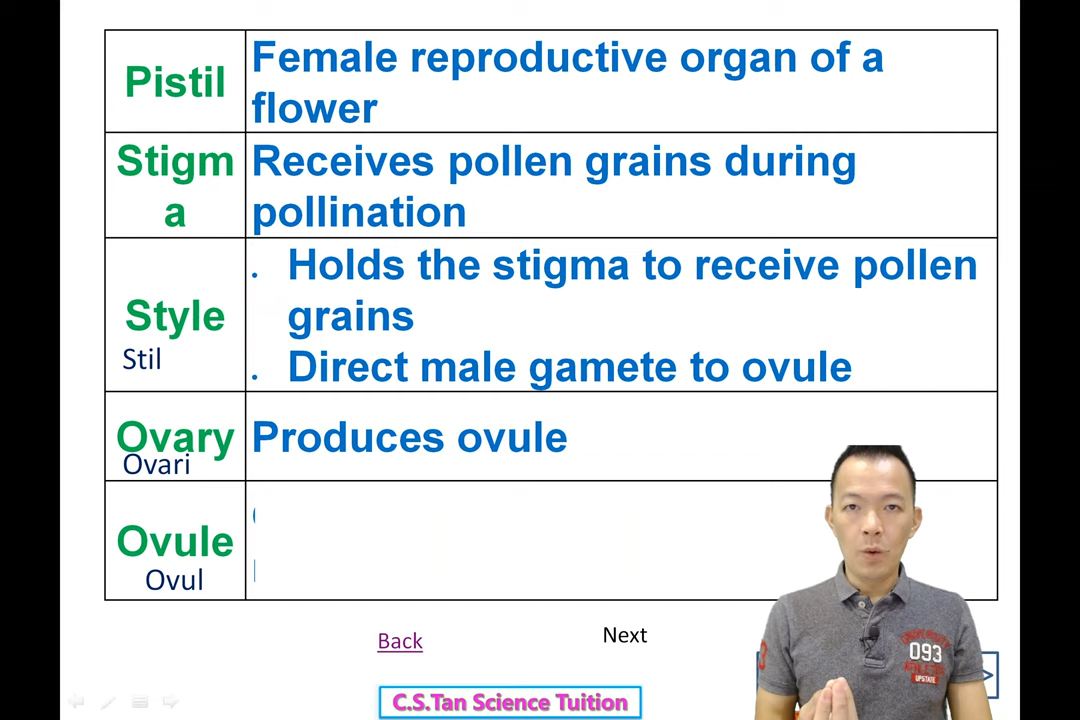 Pistil
Female reproductive organ of a
flower
Stigm
a
Receives pollen grains during
pollination
Style
Stil
. Holds the stigma to receive pollen
grains
. Direct male gamete to ovule
Ovary
Ovari
Produces ovule
Ovule
Ovul
Back
Next
093
UPSTATE
C.S.Tan Science Tuition